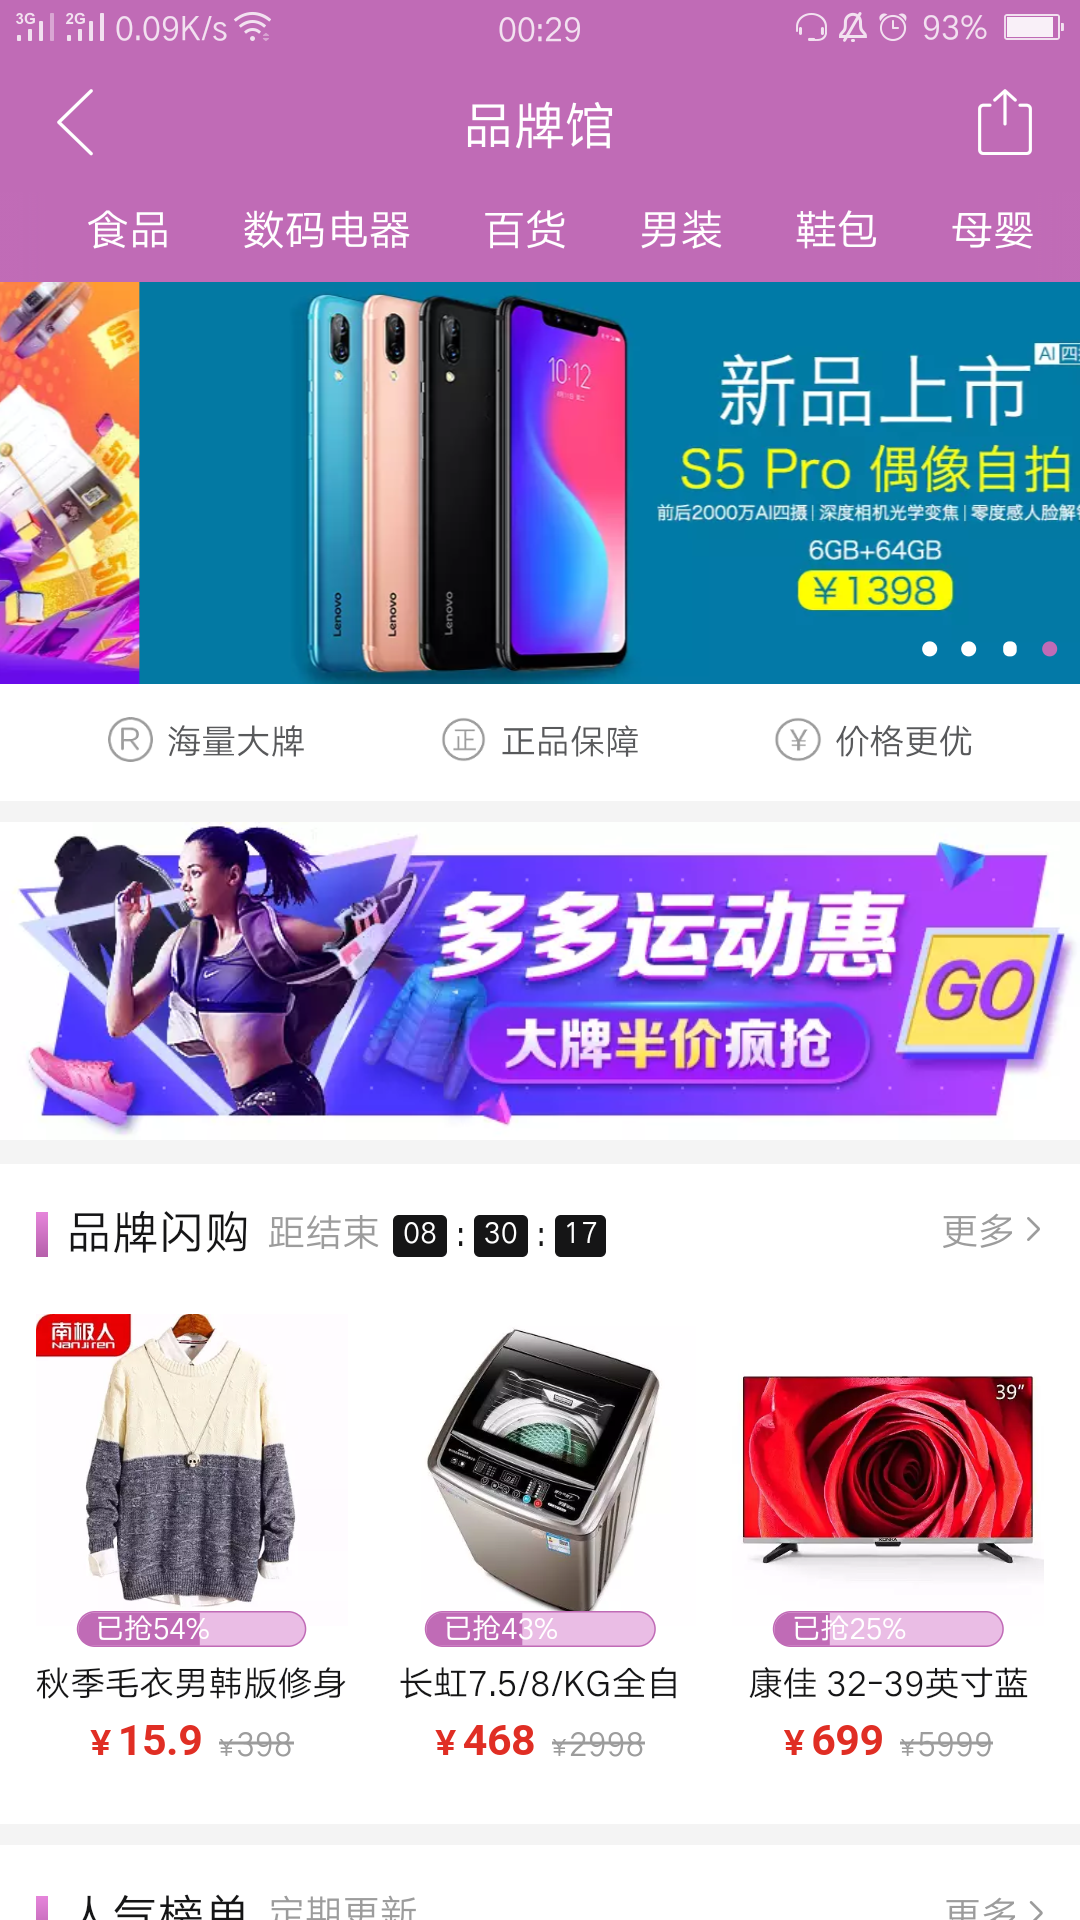 3G 2G 0.09K/s 00:29 93%
品牌馆
食品 数码电器 百货 男装 鞋包 母婴
50
50
50
10:12
Lenovo Lenovo Lenovo
AI
新品上市
S5 Pro 偶像自拍
前后2000万AI四摄|深度相机光学变焦|零度感人脸解
6GB+64GB
¥1398
R 海量大牌 正 正品保障 ¥ 价格更优
多多运动惠
GO
大牌半价疯抢
品牌闪购 距结束 08 : 30 : 17 更多
南极人
Nanjiren
39"
KONKA
已抢54% 已抢43% 已抢25%
秋季毛衣男韩版修身 长虹7.5/8/KG全自 康佳 32-39英寸蓝
¥15.9 ¥398 ¥468 ¥2998 ¥699 ¥5999
人气榜单 定期更新 更多